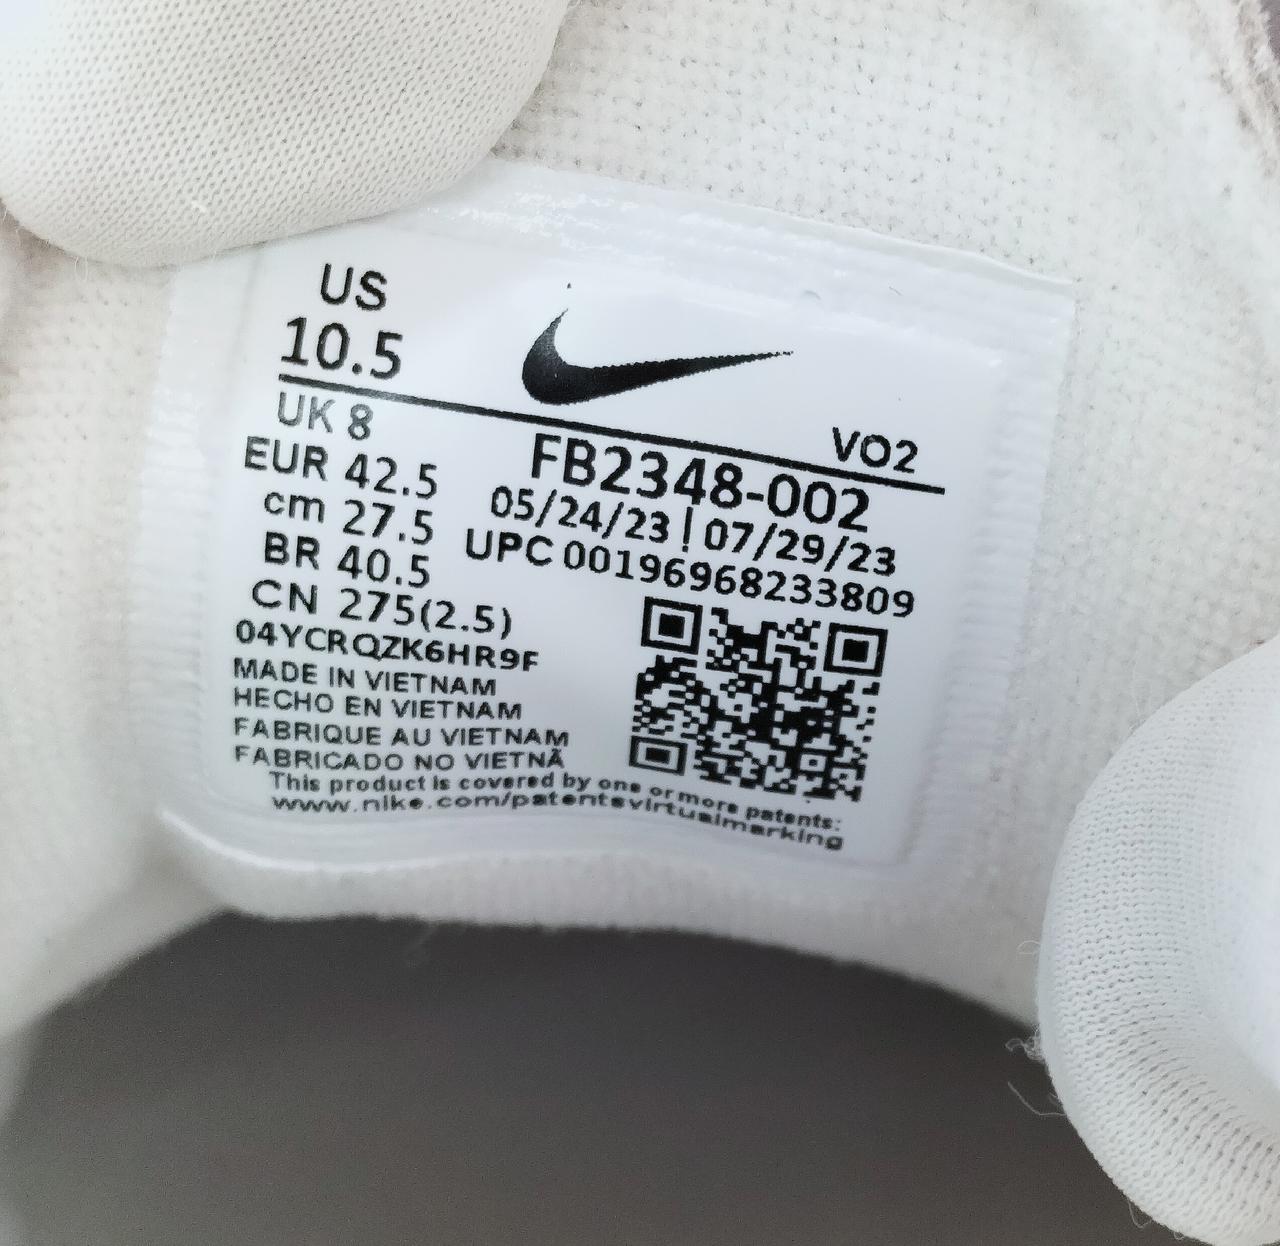 US
10.5
VO2
UK 8
EUR 42.5
cm 27.5
BR 40.5
CN 275(2.5)
FB2348-002
05/24/23 | 07/29/23
UPC 00196968233809
04YCRQZK6HR9F
MADE IN VIETNAM
HECHO EN VIETNAM
FABRIQUE AU VIETNAM
FABRICADO NO VIETNÃ
This product is covered by one or more patents:
www.nike.com/patentsvirtualmarking